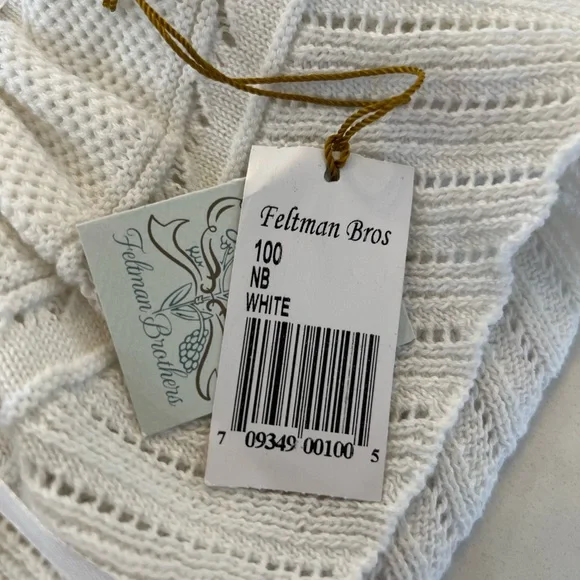 Feltman Bros
100
NB
WHITE
7 09349 00100 5
Feltman Brothers